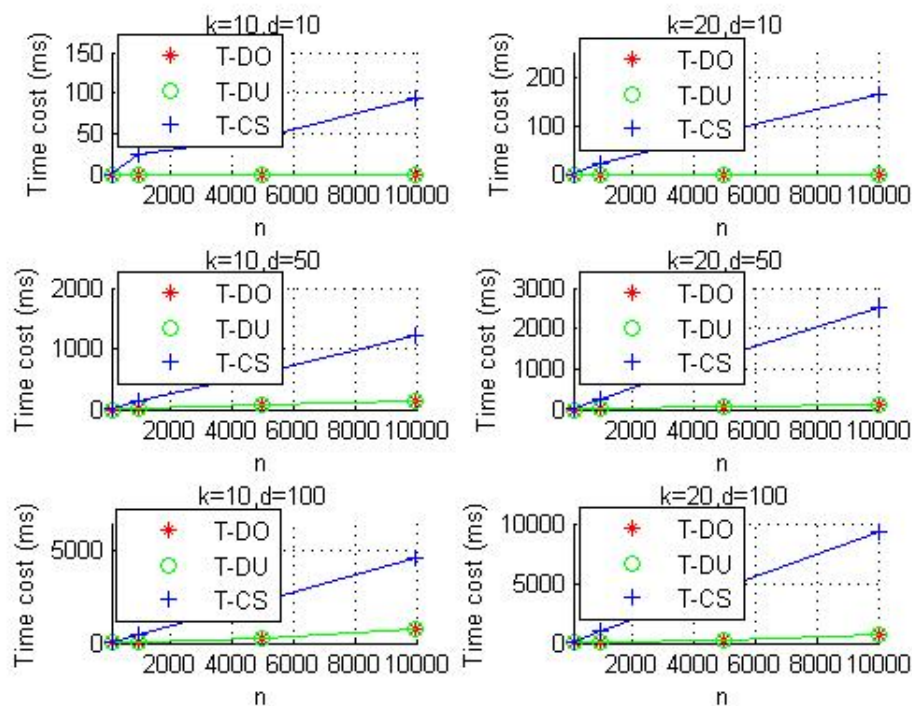 k=10,d=10
Time cost (ms)
150
100
50
0
T-DO
T-DU
T-CS
2000 4000 6000 8000 10000
n
k=20,d=10
Time cost (ms)
200
100
0
T-DO
T-DU
T-CS
2000 4000 6000 8000 10000
n
k=10,d=50
Time cost (ms)
2000
1000
0
T-DO
T-DU
T-CS
2000 4000 6000 8000 10000
n
k=20,d=50
Time cost (ms)
3000
2000
1000
0
T-DO
T-DU
T-CS
2000 4000 6000 8000 10000
n
k=10,d=100
Time cost (ms)
5000
0
T-DO
T-DU
T-CS
2000 4000 6000 8000 10000
n
k=20,d=100
Time cost (ms)
10000
5000
0
T-DO
T-DU
T-CS
2000 4000 6000 8000 10000
n